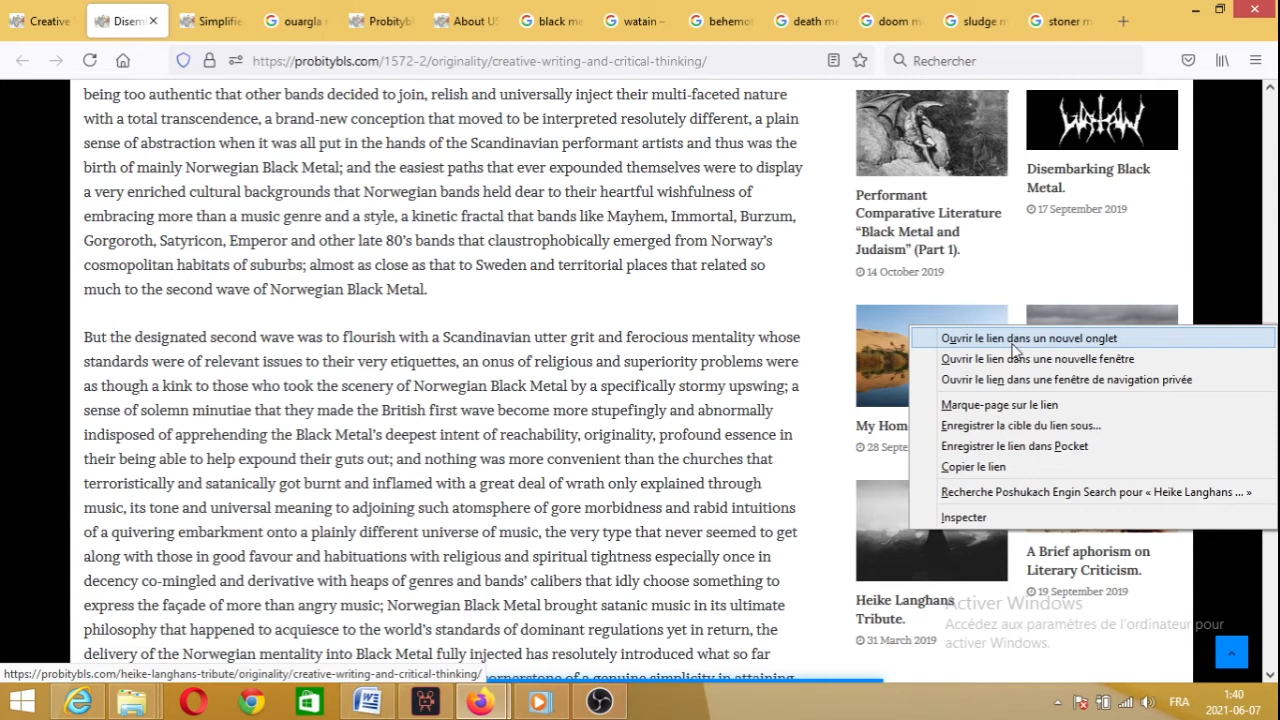 Creative
Disem
Simplifie
ouargla
Probityb
About US
black me
watain –
behemo
death me
doom m
sludge m
stoner m
https://probitybls.com/1572-2/originality/creative-writing-and-critical-thinking/
Rechercher
being too authentic that other bands decided to join, relish and universally inject their multi-faceted nature
with a total transcendence, a brand-new conception that moved to be interpreted resolutely different, a plain
sense of abstraction when it was all put in the hands of the Scandinavian performant artists and thus was the
birth of mainly Norwegian Black Metal; and the easiest paths that ever expounded themselves were to display
a very enriched cultural backgrounds that Norwegian bands held dear to their heartful wishfulness of
embracing more than a music genre and a style, a kinetic fractal that bands like Mayhem, Immortal, Burzum,
Gorgoroth, Satyricon, Emperor and other late 80's bands that claustrophobically emerged from Norway's
cosmopolitan habitats of suburbs; almost as close as that to Sweden and territorial places that related so
much to the second wave of Norwegian Black Metal.
But the designated second wave was to flourish with a Scandinavian utter grit and ferocious mentality whose
standards were of relevant issues to their very etiquettes, an onus of religious and superiority problems were
as though a kink to those who took the scenery of Norwegian Black Metal by a specifically stormy upswing; a
sense of solemn minutiae that they made the British first wave become more stupefingly and abnormally
indisposed of apprehending the Black Metal's deepest intent of reachability, originality, profound essence in
their being able to help expound their guts out; and nothing was more convenient than the churches that
terroristically and satanically got burnt and inflamed with a great deal of wrath only explained through
music, its tone and universal meaning to adjoining such atomsphere of gore morbidness and rabid intuitions
of a quivering embarkment onto a plainly different universe of music, the very type that never seemed to get
along with those in good favour and habituations with religious and spiritual tightness especially once in
decency co-mingled and derivative with heaps of genres and bands' calibers that idly choose something to
express the façade of more than angry music; Norwegian Black Metal brought satanic music in its ultimate
philosophy that happened to acquiesce to the world's standards of dominant regulations yet in return, the
delivery of the Norwegian mentality into Black Metal fully injected has resolutely introduced what so far
cornerstone of a genuine simplicity in attaining
WATAIN
Performant
Comparative Literature
"Black Metal and
Judaism" (Part 1).
14 October 2019
Disembarking Black
Metal.
17 September 2019
My Hom
28 Septe
Ouvrir le lien dans un nouvel onglet
Ouvrir le lien dans une nouvelle fenêtre
Ouvrir le lien dans une fenêtre de navigation privée
Marque-page sur le lien
Enregistrer la cible du lien sous...
Enregistrer le lien dans Pocket
Copier le lien
Recherche Poshukach Engin Search pour « Heike Langhans ... »
Inspecter
A Brief aphorism on
Literary Criticism.
19 September 2019
Heike Langhans
Tribute.
31 March 2019
Activer Windows
Accédez aux paramètres de l'ordinateur pour
activer Windows.
https://probitybls.com/heike-langhans-tribute/originality/creative-writing-and-critical-thinking/
FR
1:40
2021-06-07